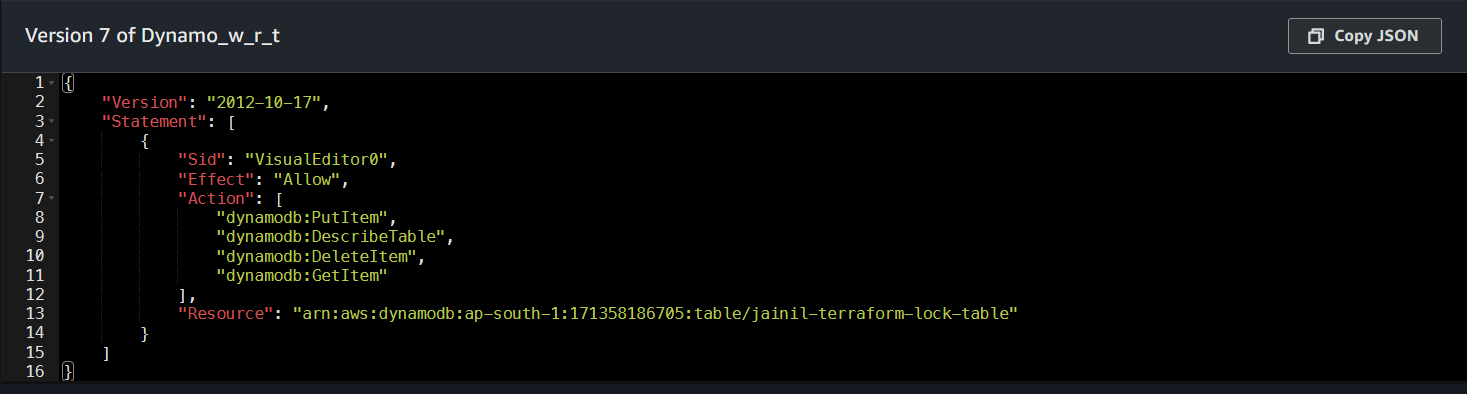 Version 7 of Dynamo_w_r_t
Copy JSON
1 {
2 "Version": "2012-10-17",
3 "Statement": [
4 {
5 "Sid": "VisualEditor0",
6 "Effect": "Allow",
7 "Action": [
8 "dynamodb:PutItem",
9 "dynamodb:DescribeTable",
10 "dynamodb:DeleteItem",
11 "dynamodb:GetItem"
12 ],
13 "Resource": "arn:aws:dynamodb:ap-south-1:171358186705:table/jainil-terraform-lock-table"
14 }
15 ]
16 }